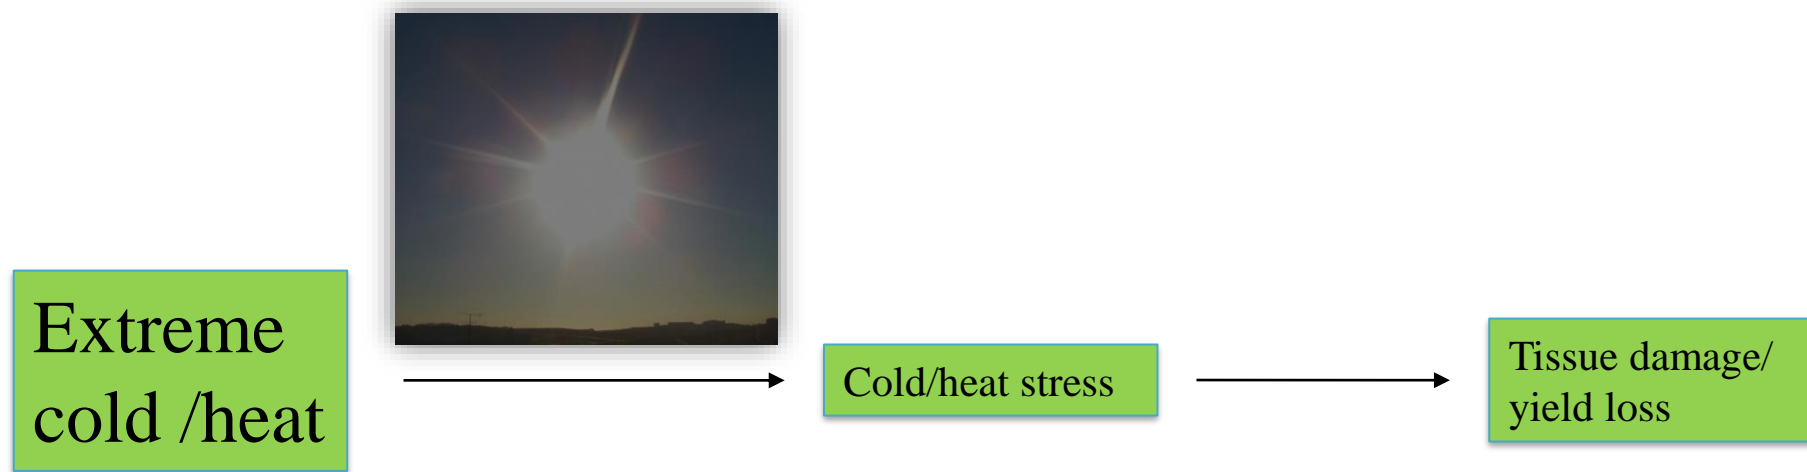 Extreme
cold /heat
Cold/heat stress
Tissue damage/
yield loss